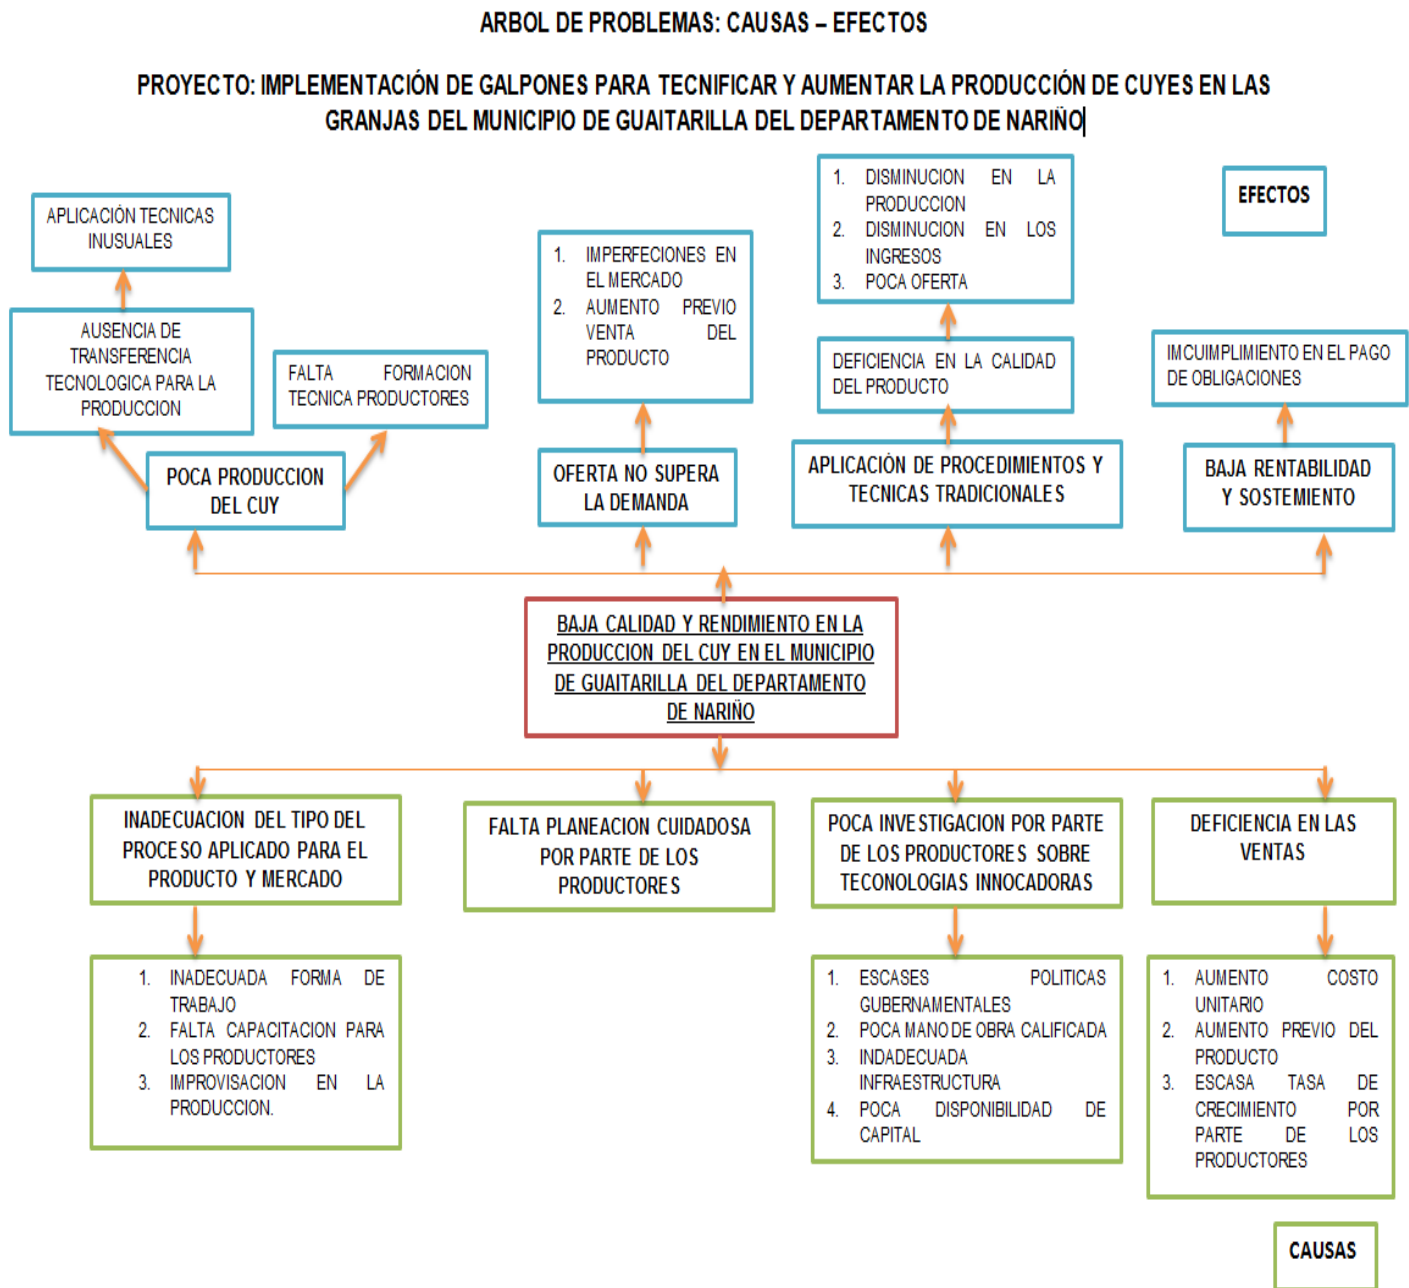 ARBOL DE PROBLEMAS: CAUSAS – EFECTOS
PROYECTO: IMPLEMENTACIÓN DE GALPONES PARA TECNIFICAR Y AUMENTAR LA PRODUCCIÓN DE CUYES EN LAS
GRANJAS DEL MUNICIPIO DE GUAITARILLA DEL DEPARTAMENTO DE NARIÑO
EFECTOS
APLICACIÓN TECNICAS
INUSUALES
AUSENCIA DE
TRANSFERENCIA
TECNOLOGICA PARA LA
PRODUCCION
FALTA FORMACION
TECNICA PRODUCTORES
POCA PRODUCCION
DEL CUY
1. IMPERFECIONES EN
EL MERCADO
2. AUMENTO PREVIO
VENTA DEL
PRODUCTO
OFERTA NO SUPERA
LA DEMANDA
1. DISMINUCION EN LA
PRODUCCION
2. DISMINUCION EN LOS
INGRESOS
3. POCA OFERTA
DEFICIENCIA EN LA CALIDAD
DEL PRODUCTO
APLICACIÓN DE PROCEDIMIENTOS Y
TECNICAS TRADICIONALES
IMCUIMPLIMIENTO EN EL PAGO
DE OBLIGACIONES
BAJA RENTABILIDAD
Y SOSTEMIENTO
BAJA CALIDAD Y RENDIMIENTO EN LA
PRODUCCION DEL CUY EN EL MUNICIPIO
DE GUAITARILLA DEL DEPARTAMENTO
DE NARIÑO
INADECUACION DEL TIPO DEL
PROCESO APLICADO PARA EL
PRODUCTO Y MERCADO
1. INADECUADA FORMA DE
TRABAJO
2. FALTA CAPACITACION PARA
LOS PRODUCTORES
3. IMPROVISACION EN LA
PRODUCCION.
FALTA PLANEACION CUIDADOSA
POR PARTE DE LOS
PRODUCTORES
POCA INVESTIGACION POR PARTE
DE LOS PRODUCTORES SOBRE
TECONOLOGIAS INNOCADORAS
1. ESCASES POLITICAS
GUBERNAMENTALES
2. POCA MANO DE OBRA CALIFICADA
3. INDADECUADA
INFRAESTRUCTURA
4. POCA DISPONIBILIDAD DE
CAPITAL
DEFICIENCIA EN LAS
VENTAS
1. AUMENTO COSTO
UNITARIO
2. AUMENTO PREVIO DEL
PRODUCTO
3. ESCASA TASA DE
CRECIMIENTO POR
PARTE DE LOS
PRODUCTORES
CAUSAS